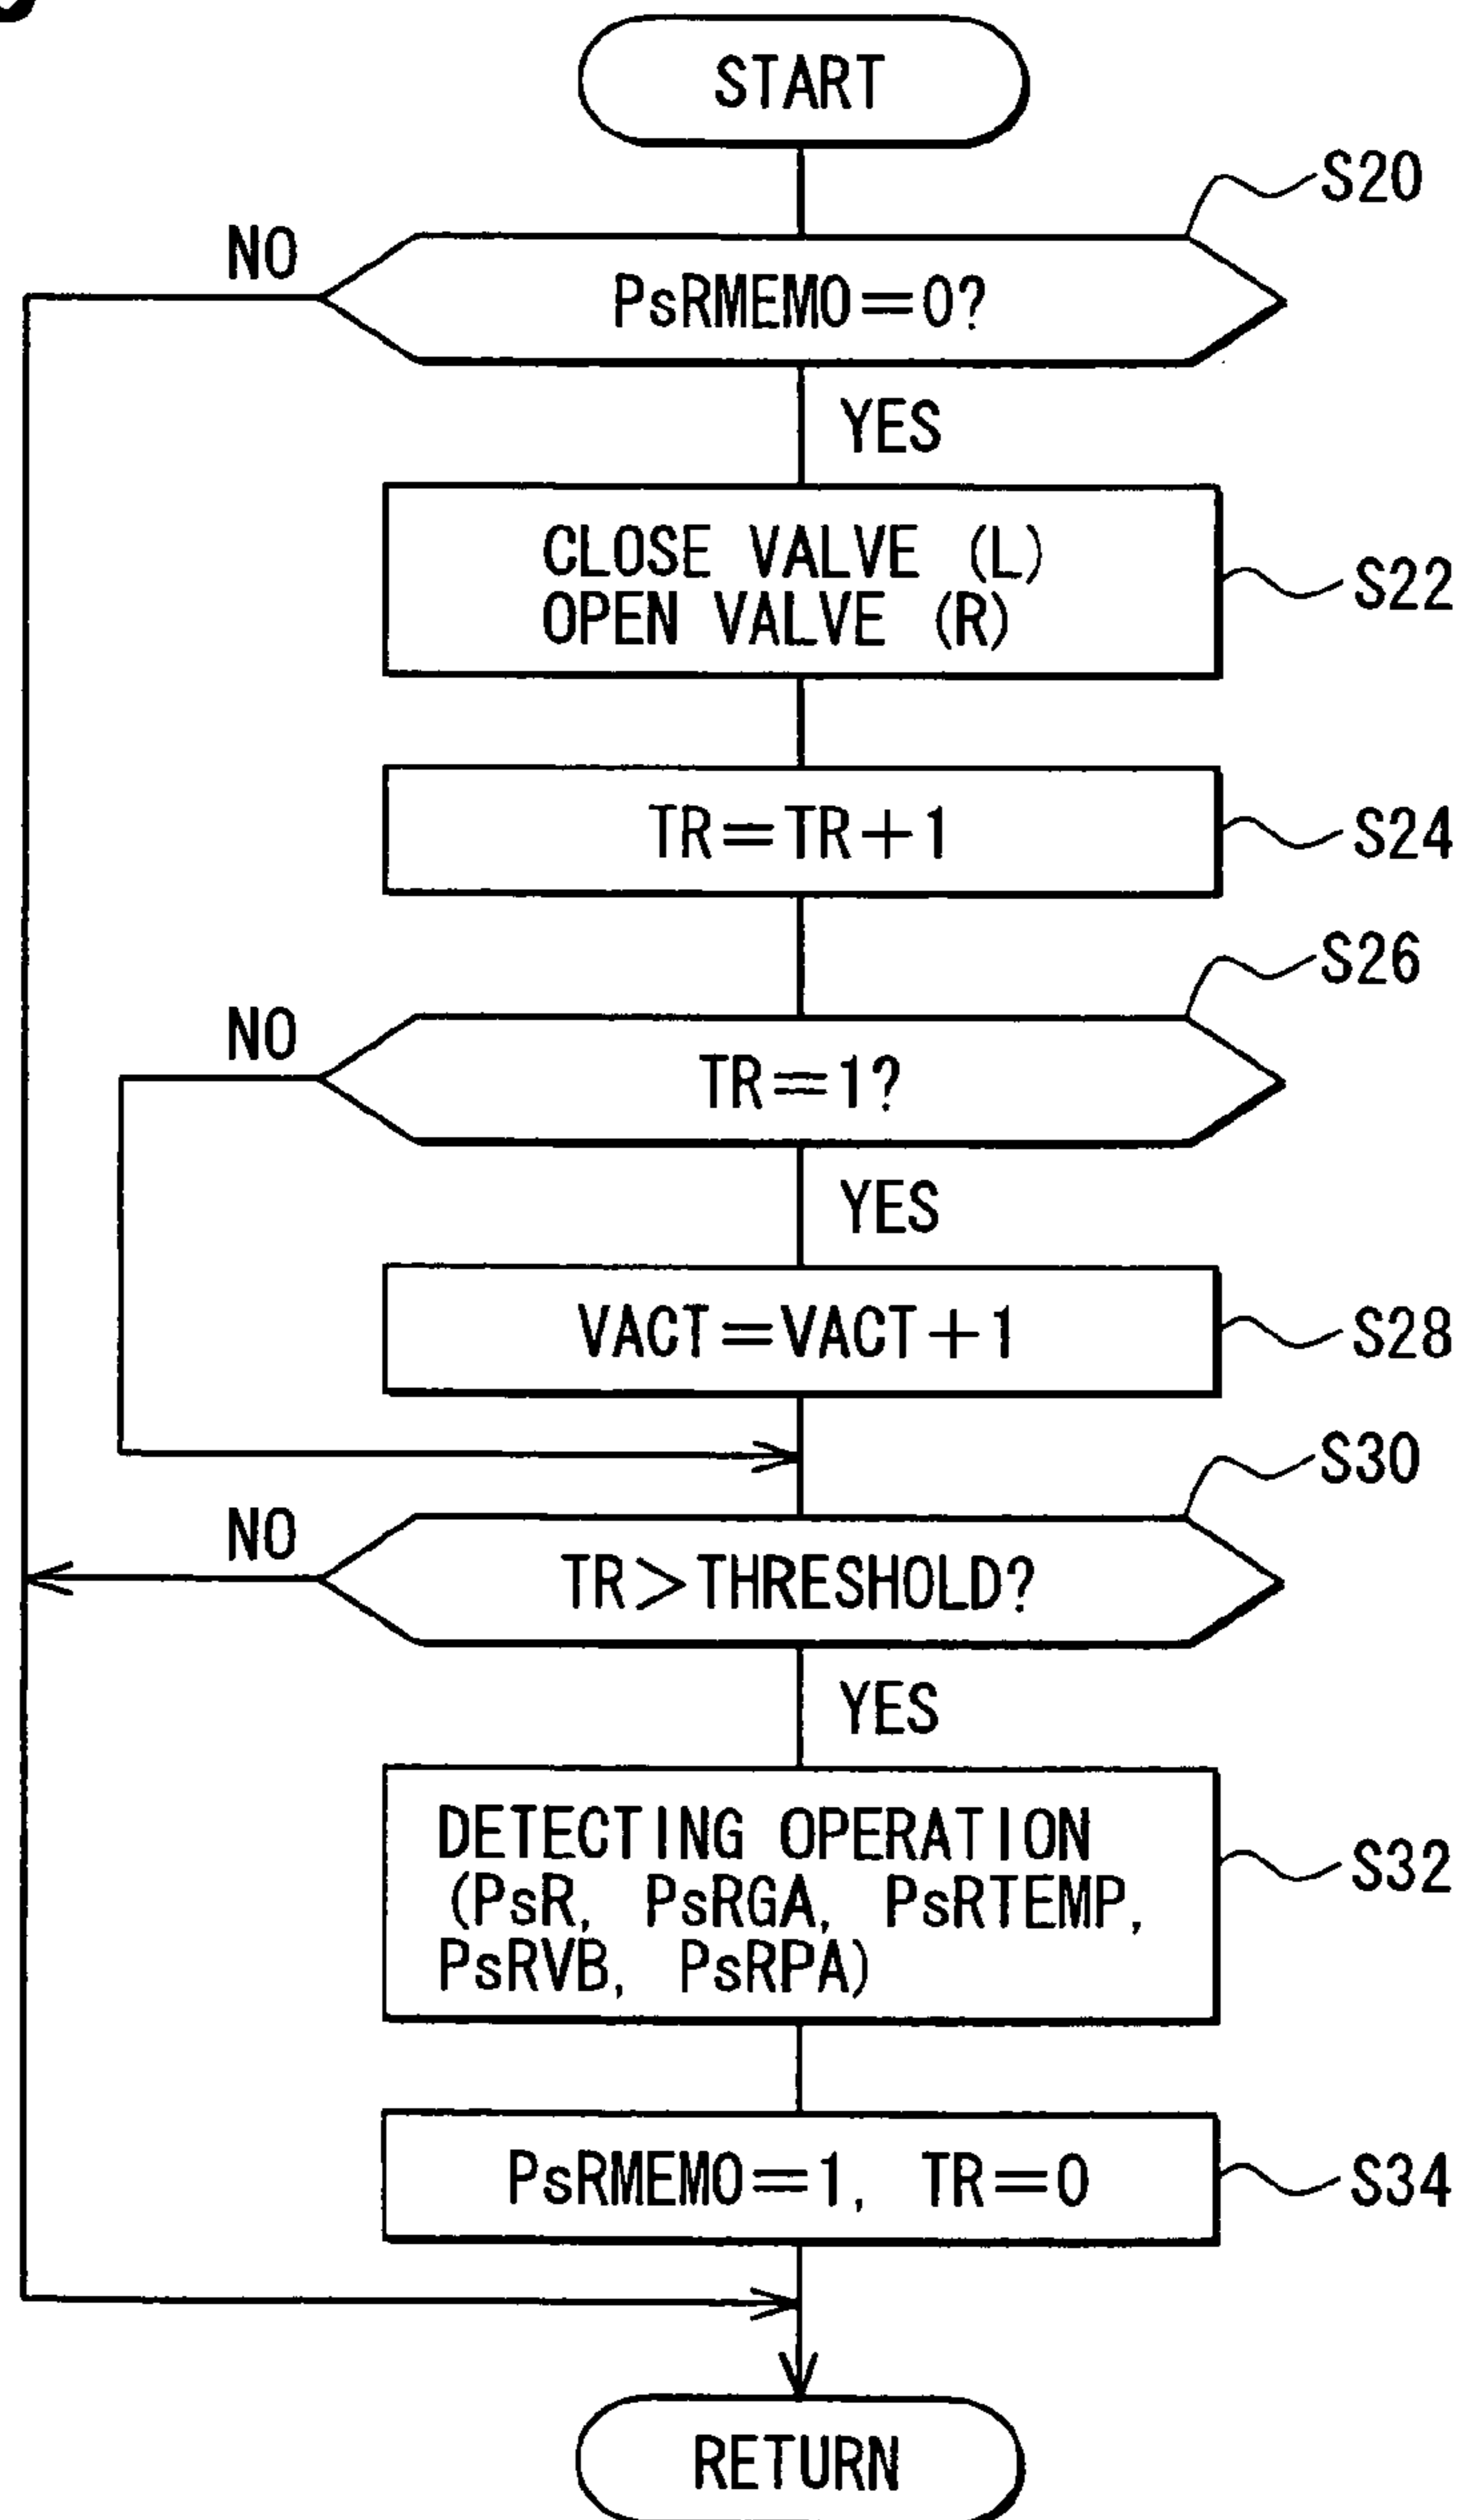 START
S20
NO
PsRMEMO=0?
YES
CLOSE VALVE (L)
OPEN VALVE (R)
S22
TR=TR+1
S24
S26
NO
TR=1?
YES
VACT=VACT+1
S28
S30
NO
TR>THRESHOLD?
YES
DETECTING OPERATION
(PsR, PsRGA, PsRTEMP,
PsRVB, PsRPA)
S32
PsRMEMO=1, TR=0
S34
RETURN